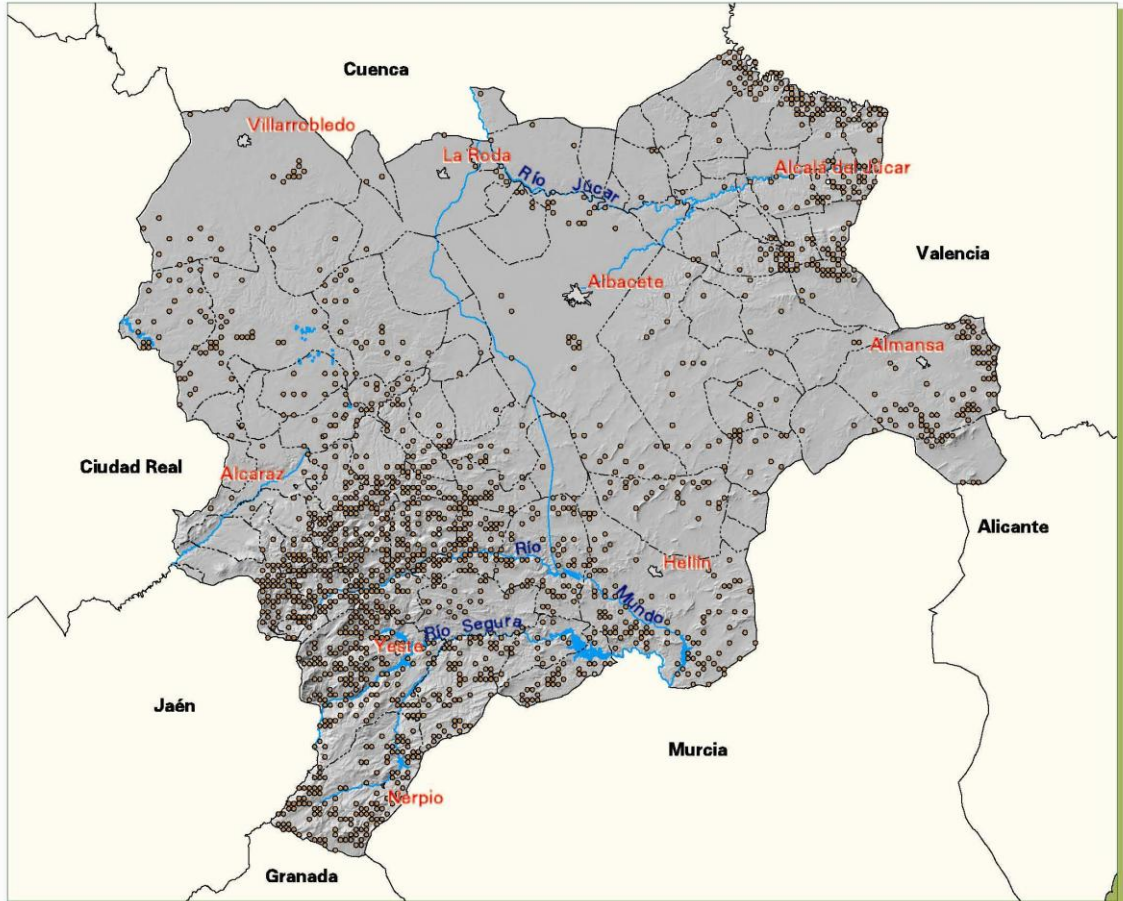 Cuenca
Villarrobledo
La Roda
Río Júcar
Alcalá del Júcar
Valencia
Albacete
Almansa
Ciudad Real
Alcaraz
Alicante
Río
Hellín
Mundo
Río Segura
Yeste
Jaén
Murcia
Nerpio
Granada